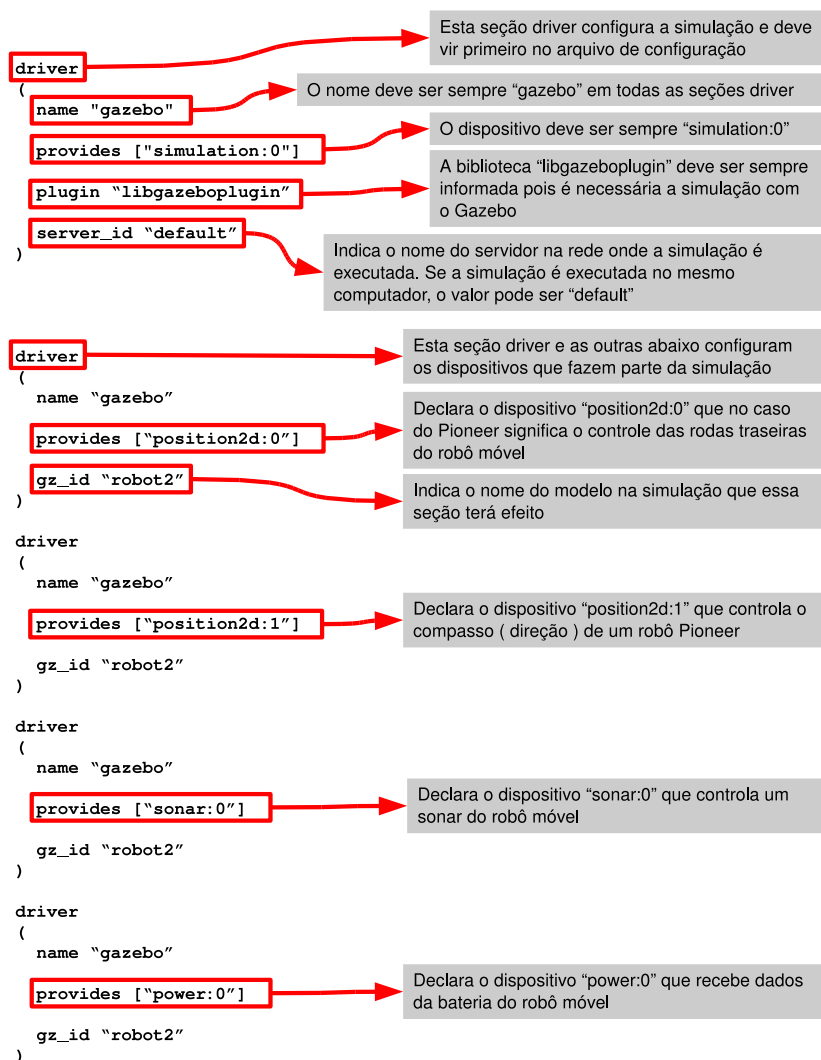 Esta seção driver configura a simulação e deve
vir primeiro no arquivo de configuração
driver
(
name "gazebo"
O nome deve ser sempre “gazebo” em todas as seções driver
provides ["simulation:0"]
O dispositivo deve ser sempre “simulation:0”
plugin “libgazeboplugin”
A biblioteca “libgazeboplugin” deve ser sempre
informada pois é necessária a simulação com
o Gazebo
server_id “default”
)
Indica o nome do servidor na rede onde a simulação é
executada. Se a simulação é executada no mesmo
computador, o valor pode ser “default”
driver
Esta seção driver e as outras abaixo configuram
os dispositivos que fazem parte da simulação
(
name “gazebo”
provides [“position2d:0”]
Declara o dispositivo “position2d:0” que no caso
do Pioneer significa o controle das rodas traseiras
do robô móvel
gz_id “robot2”
Indica o nome do modelo na simulação que essa
seção terá efeito
)
driver
(
name “gazebo”
provides [“position2d:1”]
Declara o dispositivo “position2d:1” que controla o
compasso ( direção ) de um robô Pioneer
gz_id “robot2”
)
driver
(
name “gazebo”
provides [“sonar:0”]
Declara o dispositivo “sonar:0” que controla um
sonar do robô móvel
gz_id “robot2”
)
driver
(
name “gazebo”
provides [“power:0”]
Declara o dispositivo “power:0” que recebe dados
da bateria do robô móvel
gz_id “robot2”
)